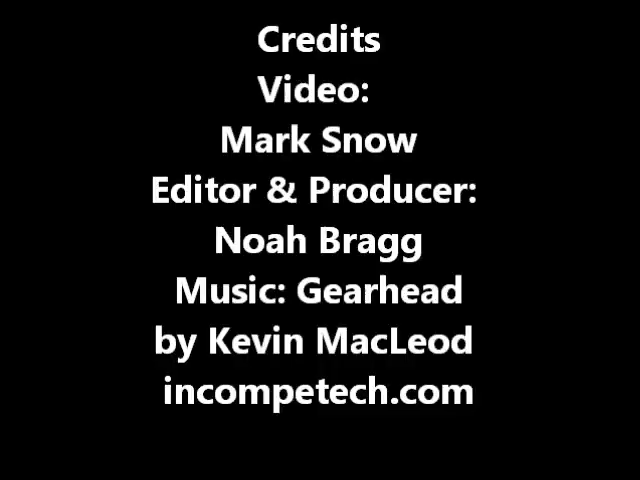 Credits
Video:
Mark Snow
Editor & Producer:
Noah Bragg
Music: Gearhead
by Kevin MacLeod
incompetech.com